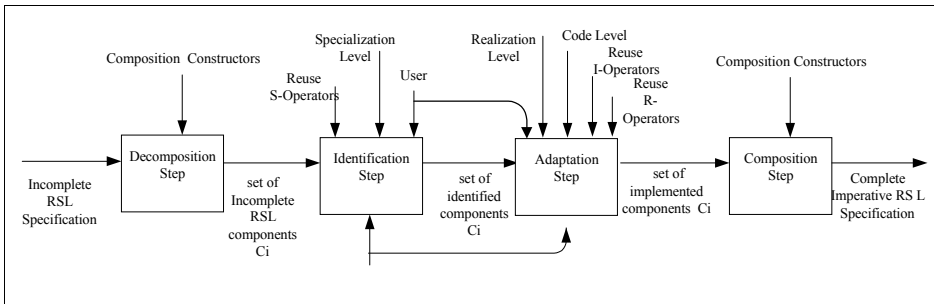 Composition Constructors
Specialization
Level
Reuse
S-Operators
User
Realization
Level
Code Level
Reuse
I-Operators
Reuse
R-
Operators
Composition Constructors
Decomposition
Step
Identification
Step
Adaptation
Step
Composition
Step
Incomplete
RSL
Specification
set of
Incomplete
RSL
components
Ci
set of
identified
components
Ci
set of
implemented
components Ci
Complete
Imperative RS L
Specification